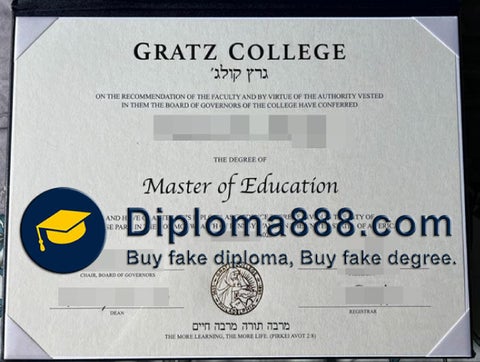 GRATZ COLLEGE
גרץ קולג׳
ON THE RECOMMENDATION OF THE FACULTY AND BY VIRTUE OF THE AUTHORITY VESTED
IN THEM THE BOARD OF GOVERNORS OF THE COLLEGE HAVE CONFERRED
THE DEGREE OF
Master of Education
Diploma888.com
Buy fake diploma, Buy fake degree.
CHAIR, BOARD OF GOVERNORS
DEAN
REGISTRAR
מרבה תורה מרבה חיים
THE MORE LEARNING, THE MORE LIFE. (PIRKEI AVOT 2:8)